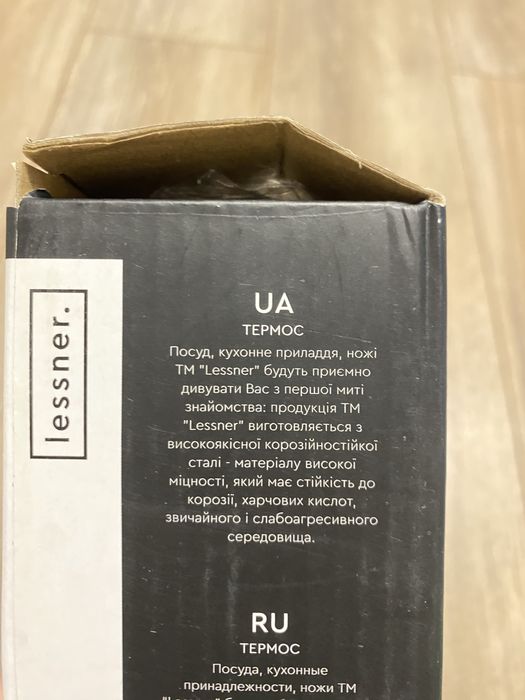 lessner.
UA
ТЕРМОС
Посуд, кухонне приладдя, ножі
ТМ "Lessner" будуть приємно
дивувати Вас з першої миті
знайомства: продукція ТМ
"Lessner" виготовляється з
високоякісної корозійностійкої
сталі - матеріалу високої
міцності, який має стійкість до
корозії, харчових кислот,
звичайного і слабоагресивного
середовища.
RU
ТЕРМОС
Посуда, кухонные
принадлежности, ножи ТМ